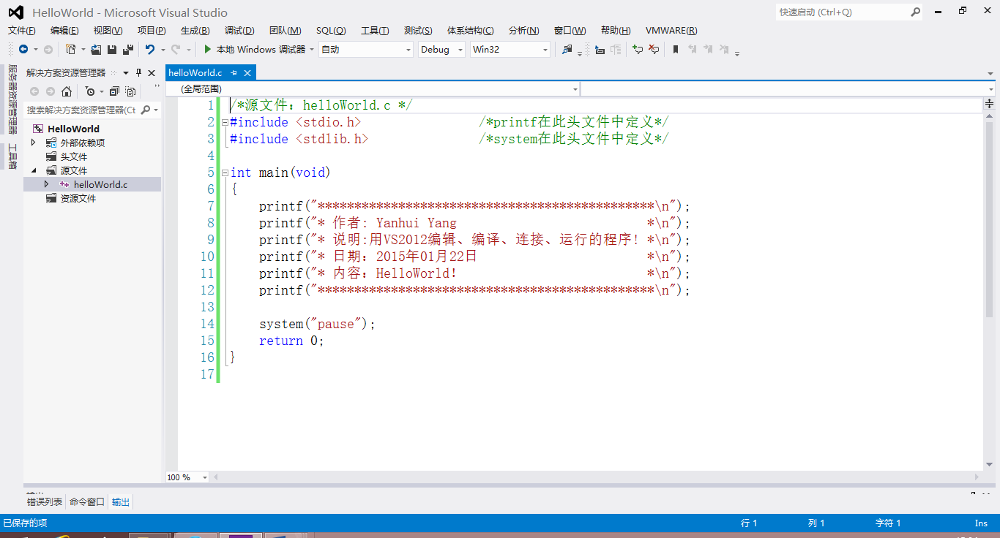 HelloWorld - Microsoft Visual Studio
快速启动 (Ctrl+Q)
文件(F) 编辑(E) 视图(V) 项目(P) 生成(B) 调试(D) 团队(M) SQL(Q) 工具(T) 测试(S) 体系结构(C) 分析(N) 窗口(W) 帮助(H) VMWARE(R)
本地 Windows 调试器 自动 Debug Win32
服务器资源管理器
工具箱
解决方案资源管理器
搜索解决方案资源管理器(Ct
HelloWorld
外部依赖项
头文件
源文件
helloWorld.c
资源文件
helloWorld.c
(全局范围)
1 /*源文件: helloWorld.c */
2 #include <stdio.h> /*printf在此头文件中定义*/
3 #include <stdlib.h> /*system在此头文件中定义*/
4
5 int main(void)
6 {
7 printf("**********************************************\n");
8 printf("* 作者: Yanhui Yang *\n");
9 printf("* 说明:用VS2012编辑、编译、连接、运行的程序! *\n");
10 printf("* 日期: 2015年01月22日 *\n");
11 printf("* 内容: HelloWorld! *\n");
12 printf("**********************************************\n");
13
14 system("pause");
15 return 0;
16 }
17
100 %
错误列表 命令窗口 输出
已保存的项 行 1 列 1 字符 1 Ins